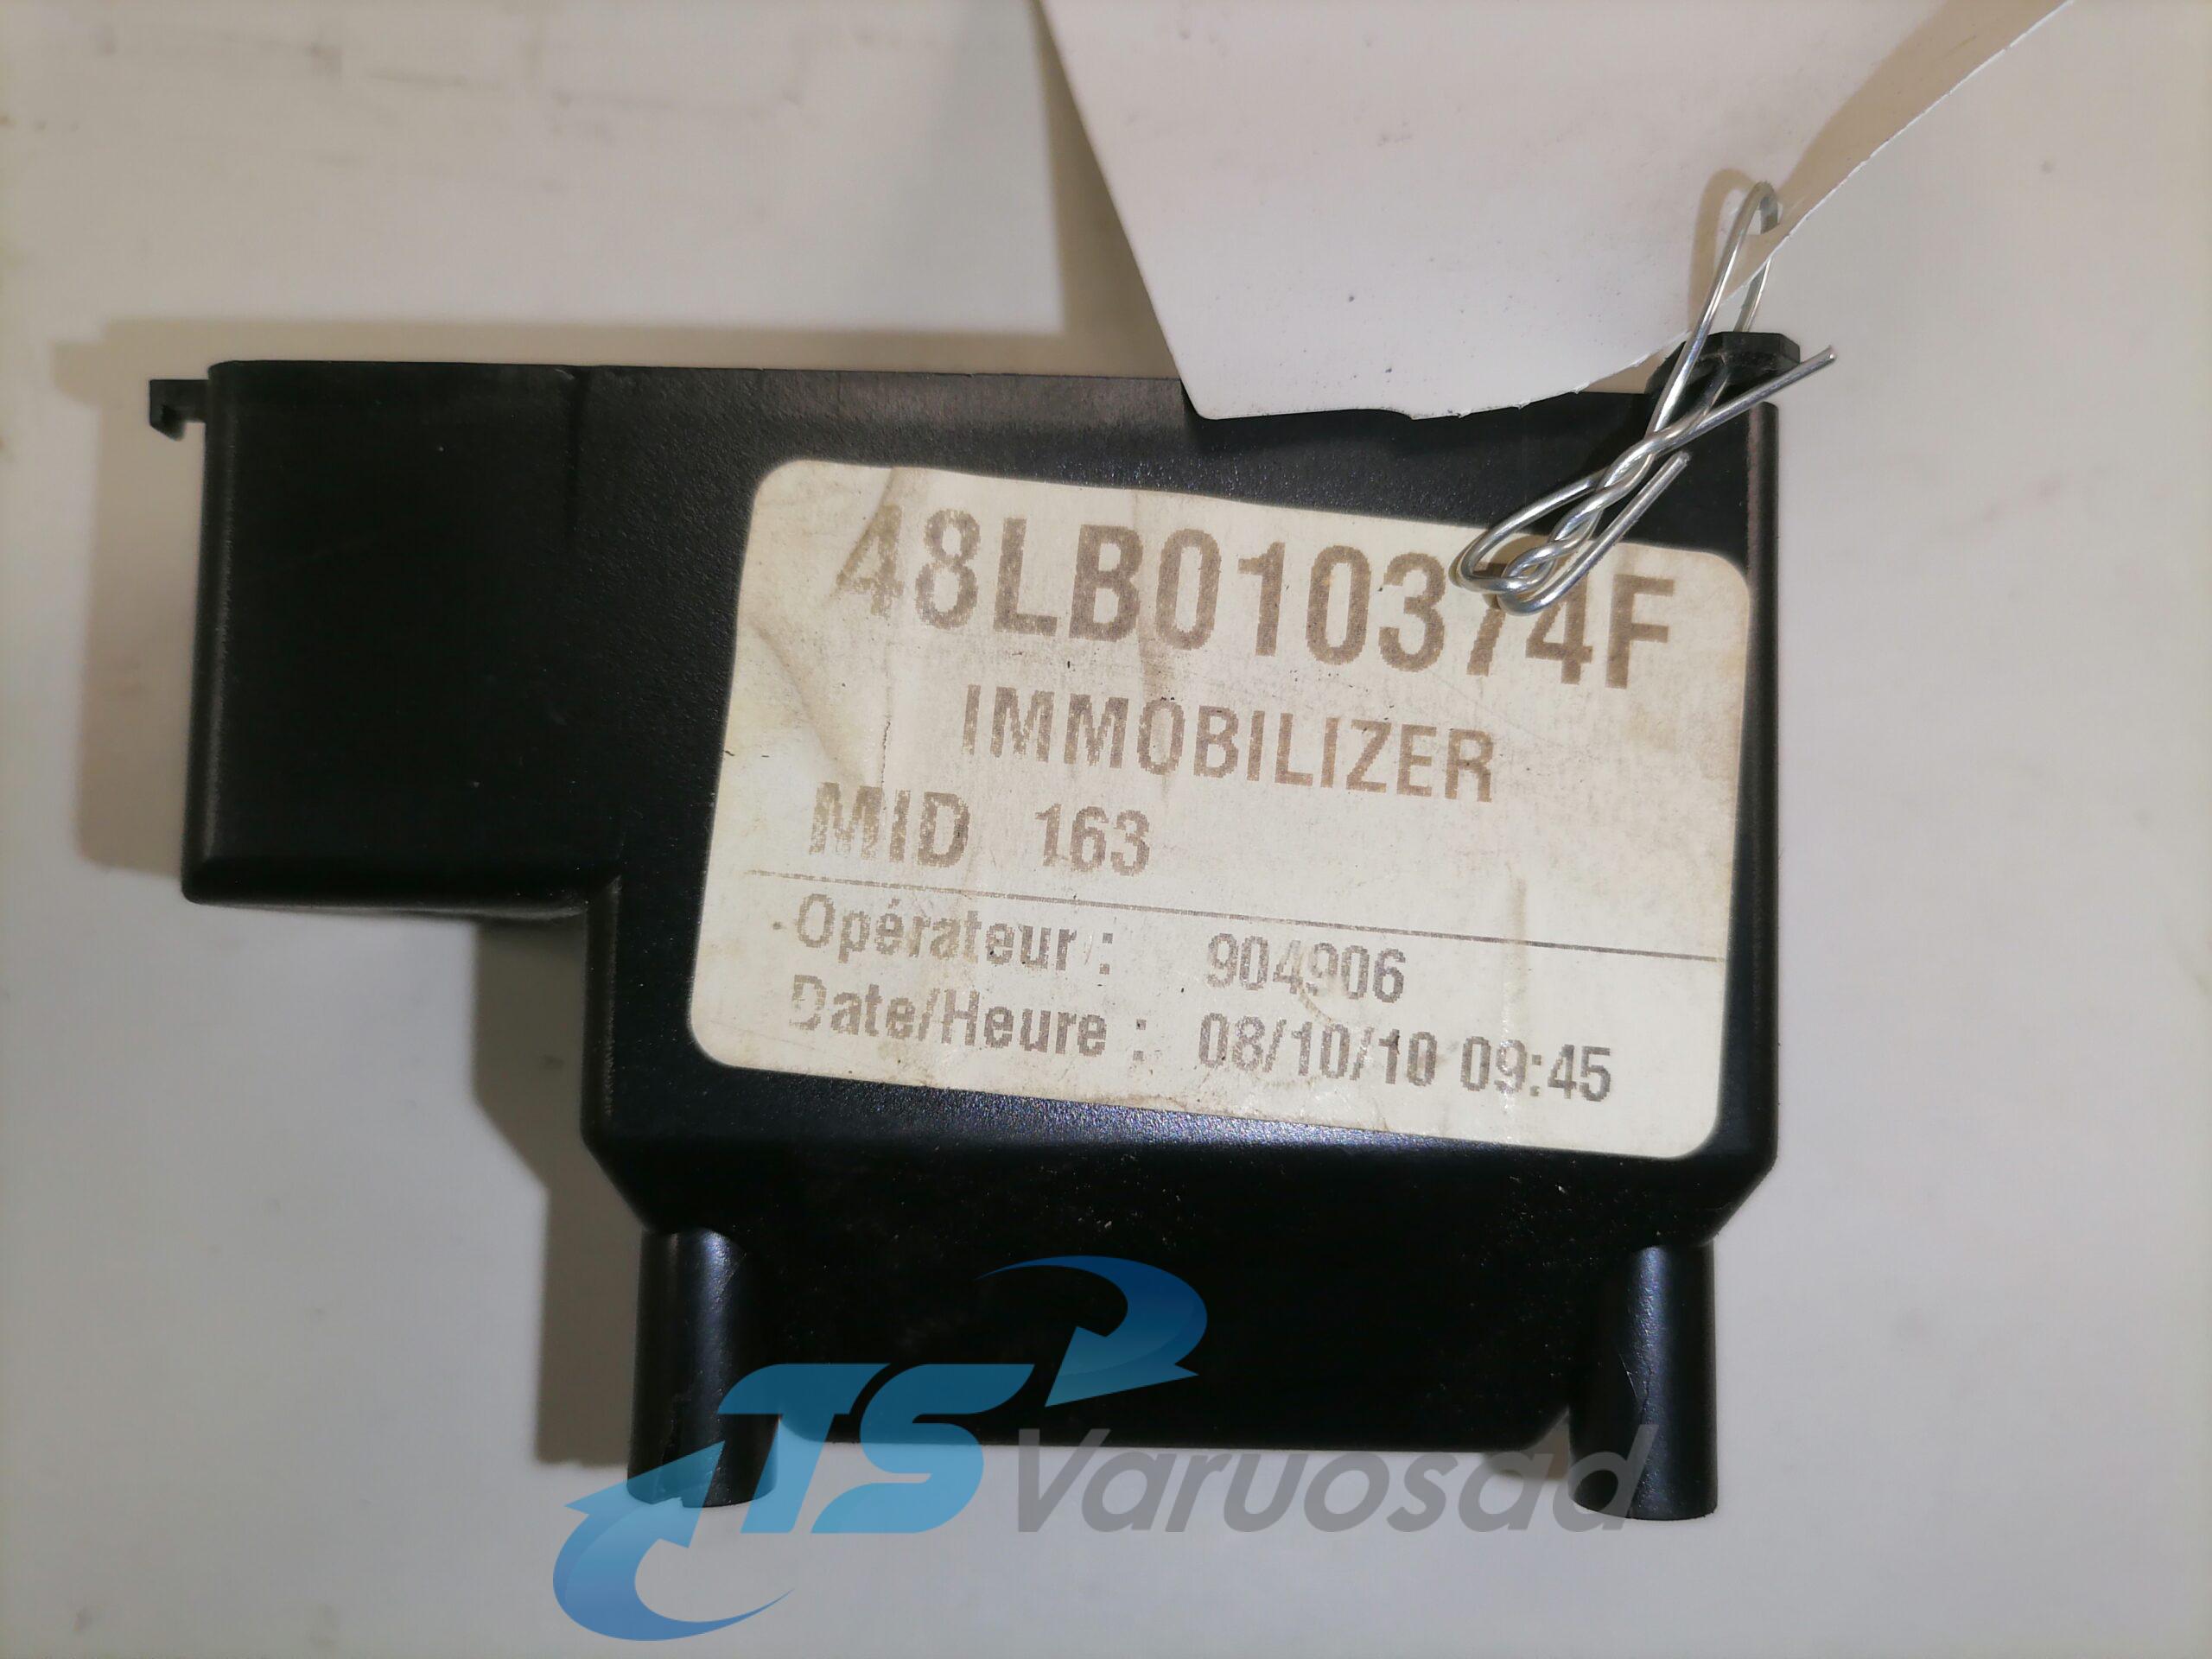 48LB010374F
IMMOBILIZER
MID 163
Opérateur : 904906
Date/Heure : 08/10/10 09:45
TS Varuosad